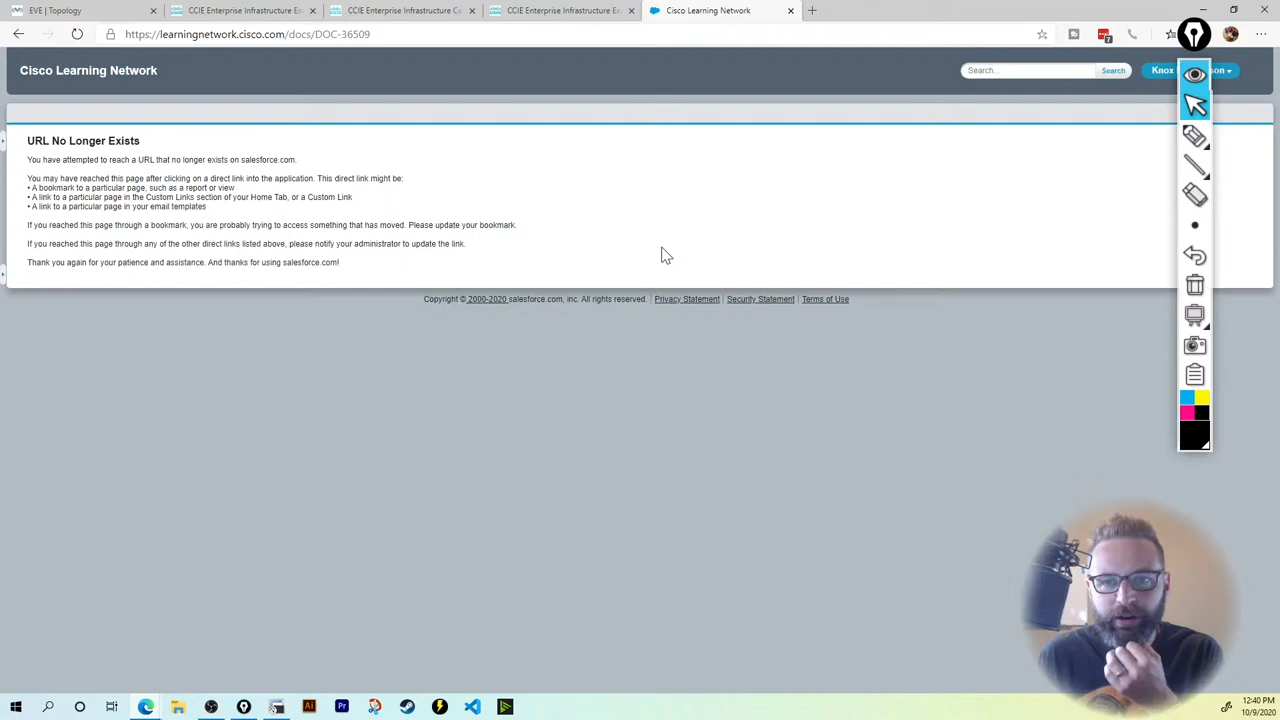 EVE | Topology
CCIE Enterprise Infrastructure Ex
CCIE Enterprise Infrastructure Ce
CCIE Enterprise Infrastructure Ex
Cisco Learning Network
https://learningnetwork.cisco.com/docs/DOC-36509
7
Cisco Learning Network
Search...
Search
Knox
son
URL No Longer Exists
You have attempted to reach a URL that no longer exists on salesforce.com.
You may have reached this page after clicking on a direct link into the application. This direct link might be:
• A bookmark to a particular page, such as a report or view
• A link to a particular page in the Custom Links section of your Home Tab, or a Custom Link
• A link to a particular page in your email templates
If you reached this page through a bookmark, you are probably trying to access something that has moved. Please update your bookmark.
If you reached this page through any of the other direct links listed above, please notify your administrator to update the link.
Thank you again for your patience and assistance. And thanks for using salesforce.com!
Copyright © 2000-2020 salesforce.com, inc. All rights reserved. | Privacy Statement | Security Statement | Terms of Use
Ai
Pr
12:40 PM
10/9/2020